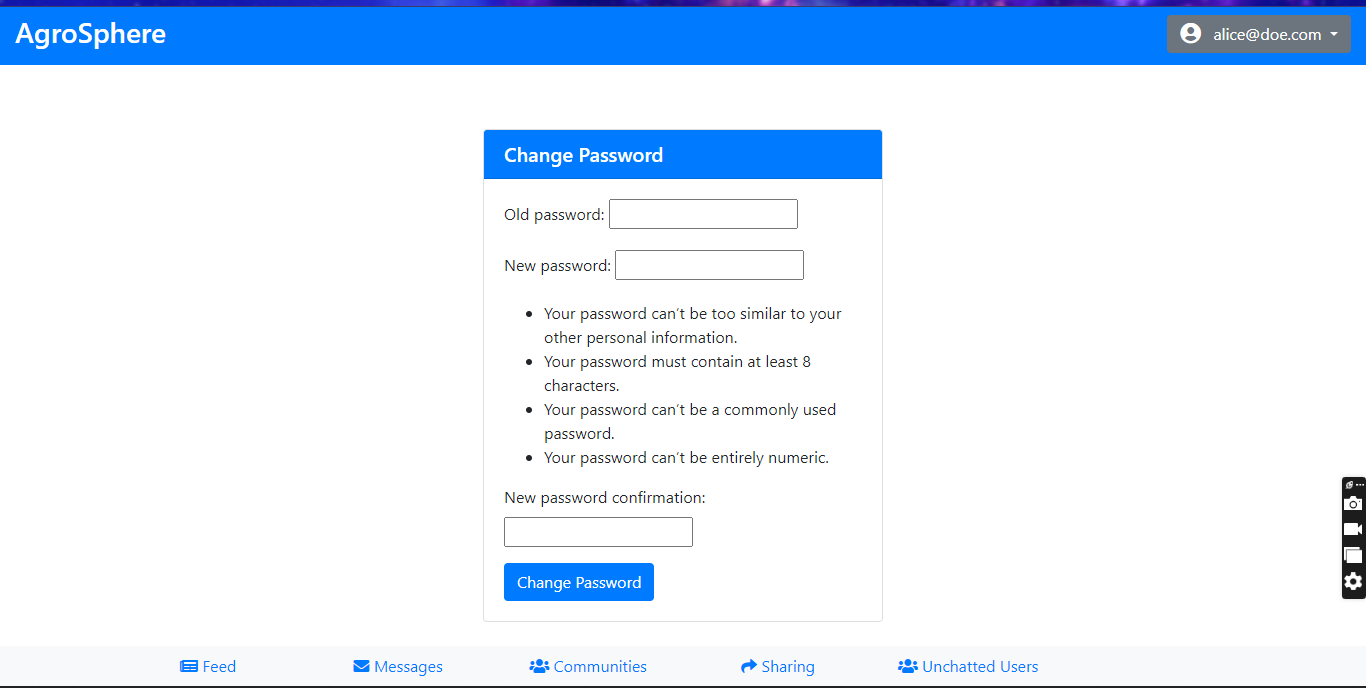 AgroSphere
alice@doe.com
Change Password
Old password:
New password:
Your password can't be too similar to your
other personal information.
Your password must contain at least 8
characters.
Your password can't be a commonly used
password.
Your password can't be entirely numeric.
New password confirmation:
Change Password
Feed
Messages
Communities
Sharing
Unchatted Users